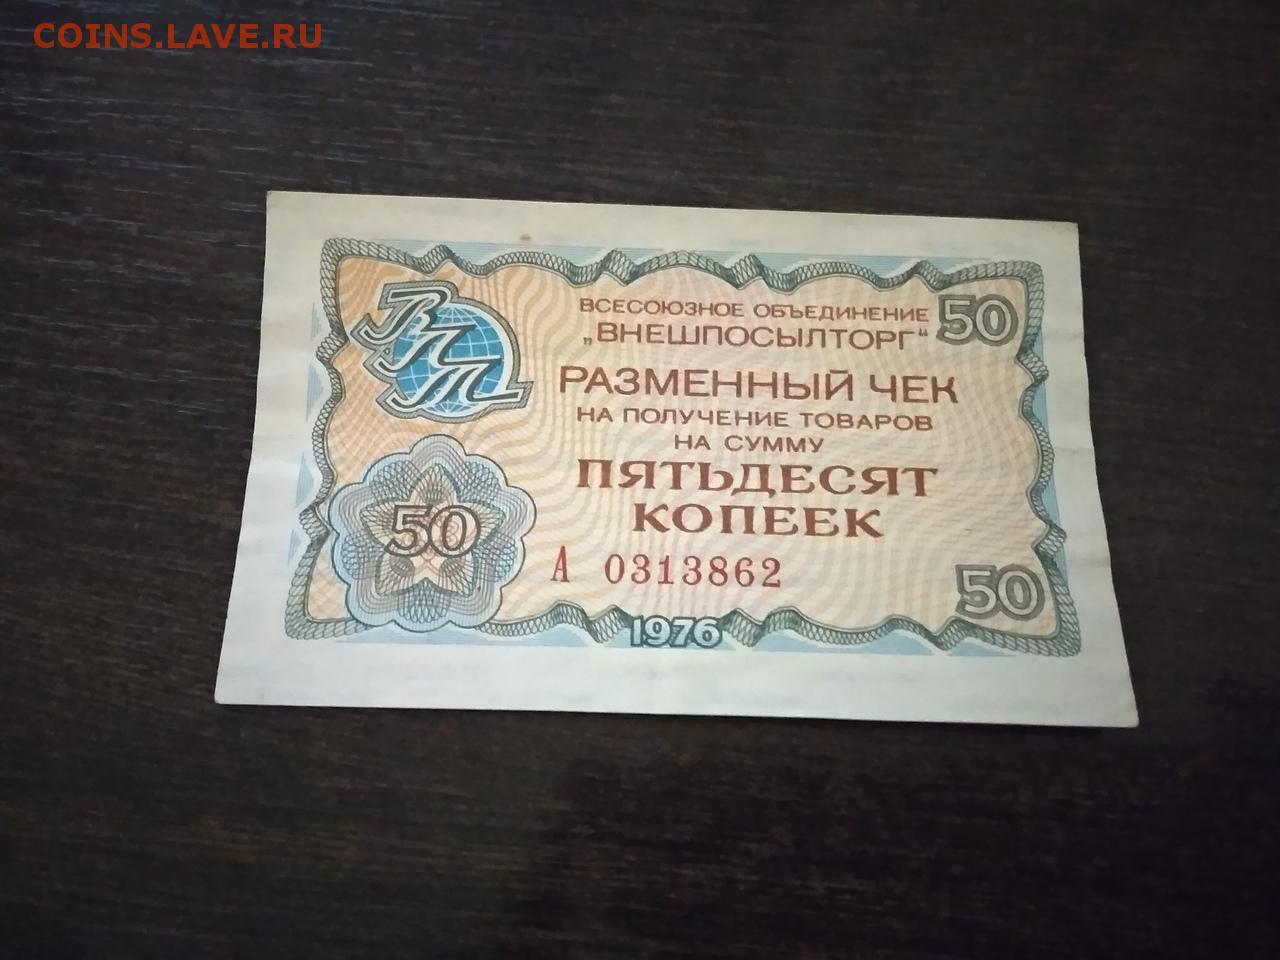 COINS.LAVE.RU
ВСЕСОЮЗНОЕ ОБЪЕДИНЕНИЕ
„ВНЕШПОСЫЛТОРГ“
50
ВПТ
РАЗМЕННЫЙ ЧЕК
НА ПОЛУЧЕНИЕ ТОВАРОВ
НА СУММУ
ПЯТЬДЕСЯТ
КОПЕЕК
50
А 0313862
50
1976